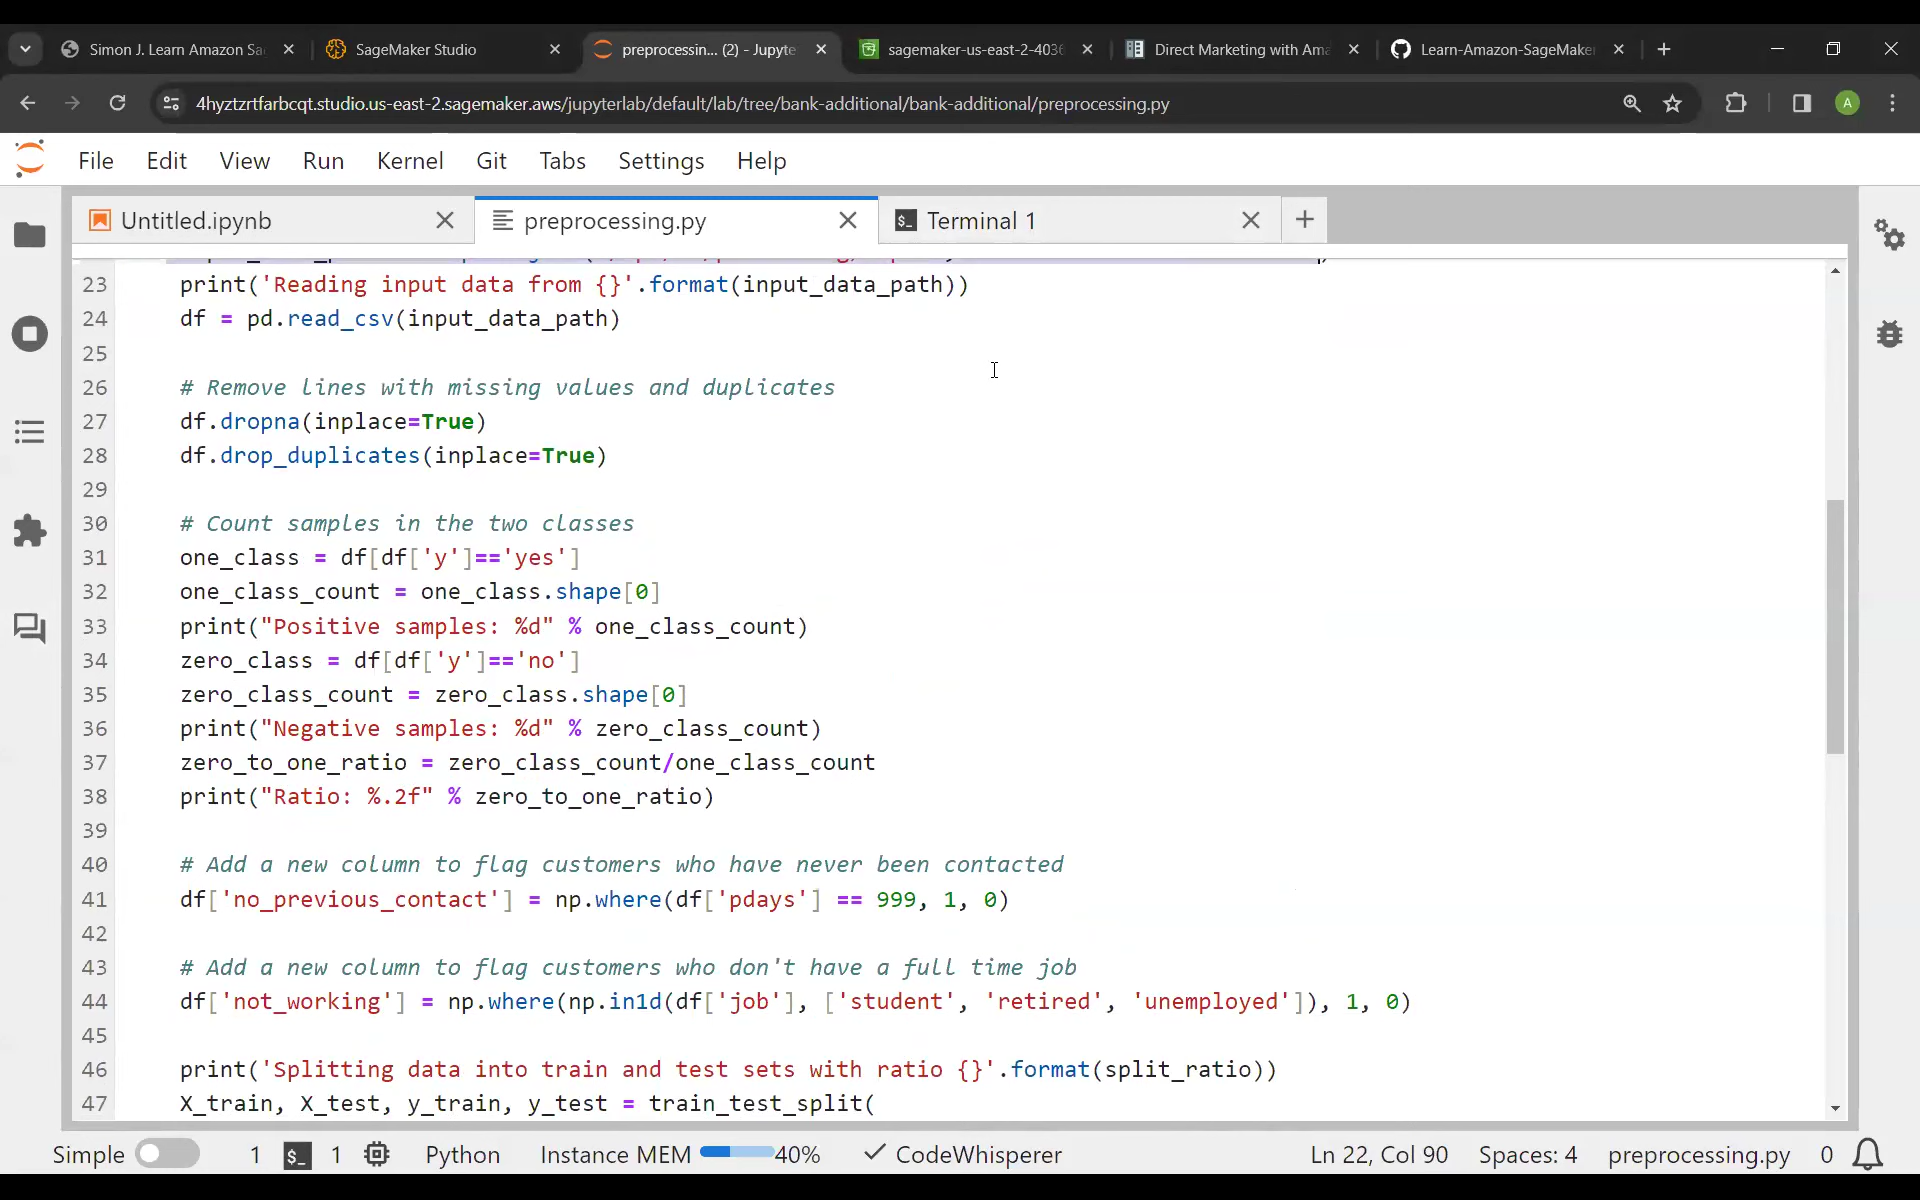 Simon J. Learn Amazon Sa
SageMaker Studio
preprocessin... (2) - Jupyte
sagemaker-us-east-2-4036
Direct Marketing with Ama
Learn-Amazon-SageMaker
4hyztzrtfarbcqt.studio.us-east-2.sagemaker.aws/jupyterlab/default/lab/tree/bank-additional/bank-additional/preprocessing.py
A
File Edit View Run Kernel Git Tabs Settings Help
Untitled.ipynb
preprocessing.py
Terminal 1
23 print('Reading input data from {}'.format(input_data_path))
24 df = pd.read_csv(input_data_path)
25
26 # Remove lines with missing values and duplicates
27 df.dropna(inplace=True)
28 df.drop_duplicates(inplace=True)
29
30 # Count samples in the two classes
31 one_class = df[df['y']=='yes']
32 one_class_count = one_class.shape[0]
33 print("Positive samples: %d" % one_class_count)
34 zero_class = df[df['y']=='no']
35 zero_class_count = zero_class.shape[0]
36 print("Negative samples: %d" % zero_class_count)
37 zero_to_one_ratio = zero_class_count/one_class_count
38 print("Ratio: %.2f" % zero_to_one_ratio)
39
40 # Add a new column to flag customers who have never been contacted
41 df['no_previous_contact'] = np.where(df['pdays'] == 999, 1, 0)
42
43 # Add a new column to flag customers who don't have a full time job
44 df['not_working'] = np.where(np.in1d(df['job'], ['student', 'retired', 'unemployed']), 1, 0)
45
46 print('Splitting data into train and test sets with ratio {}'.format(split_ratio))
47 X_train, X_test, y_train, y_test = train_test_split(
Simple 1 $_ 1 Python Instance MEM 40% CodeWhisperer Ln 22, Col 90 Spaces: 4 preprocessing.py 0